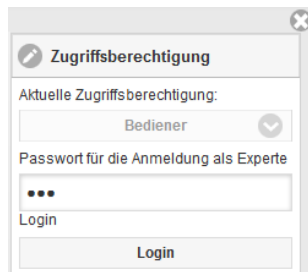 Zugriffsberechtigung
Aktuelle Zugriffsberechtigung:
Bediener
Passwort für die Anmeldung als Experte
•••
Login
Login